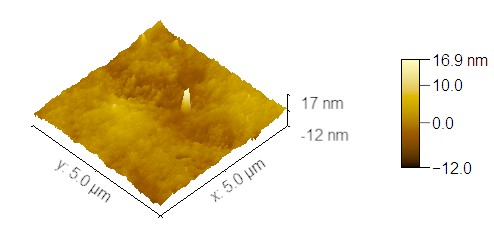 16.9 nm
10.0
0.0
−12.0
17 nm
-12 nm
y: 5.0 µm
x: 5.0 µm